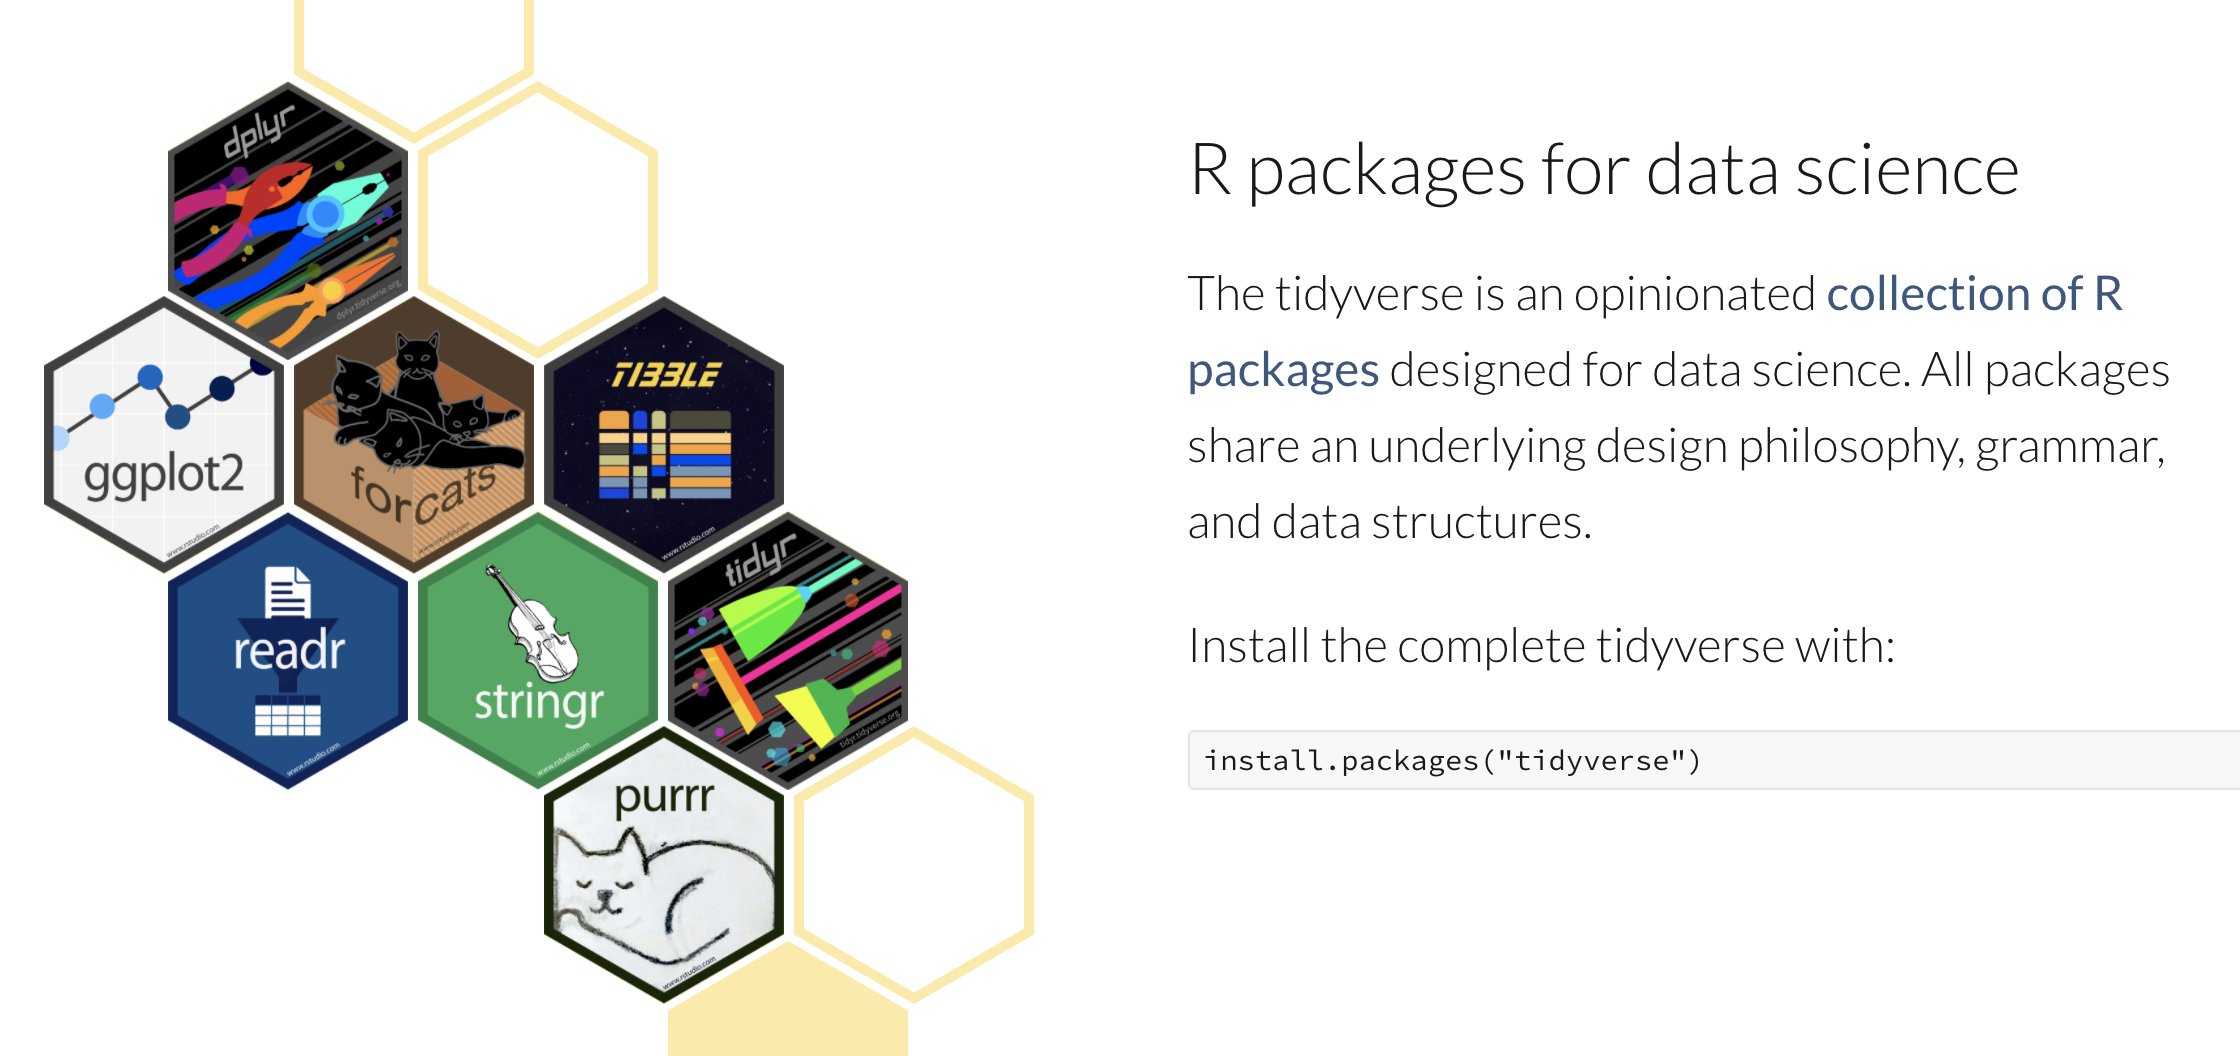 dplyr
dplyr.tidyverse.org
ggplot2
www.rstudio.com
forcats
www.rstudio.com
TIBBLE
www.rstudio.com
readr
www.rstudio.com
stringr
www.rstudio.com
tidyr
tidyr.tidyverse.org
purrr
www.rstudio.com
R packages for data science
The tidyverse is an opinionated collection of R
packages designed for data science. All packages
share an underlying design philosophy, grammar,
and data structures.
Install the complete tidyverse with:
install.packages("tidyverse")